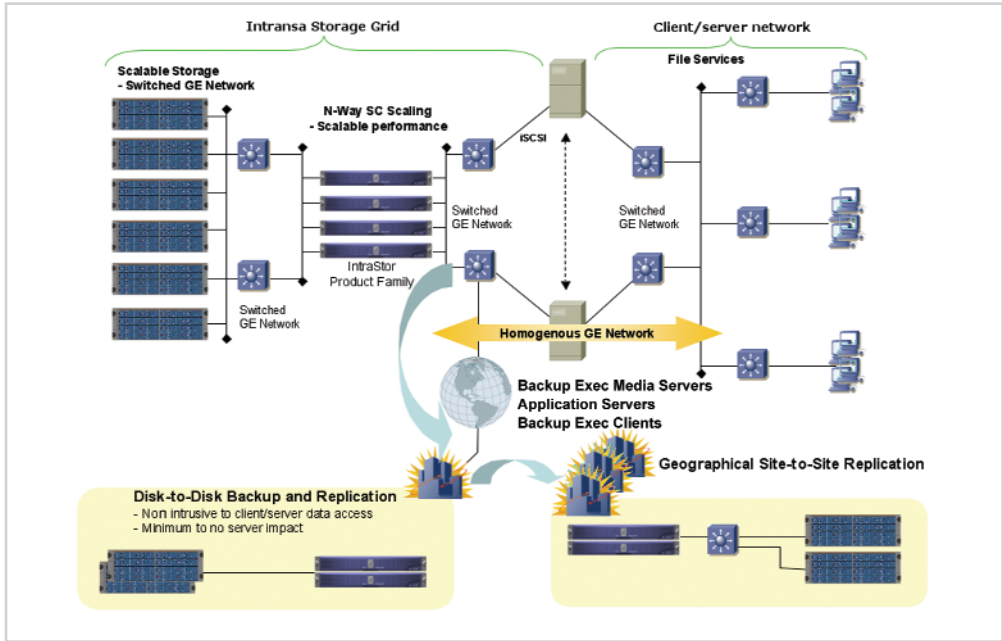 Intransa Storage Grid
Client/server network
Scalable Storage
- Switched GE Network
File Services
N-Way SC Scaling
- Scalable performance
iSCSI
Switched
GE Network
Switched
GE Network
IntraStor
Product Family
Switched
GE Network
Homogenous GE Network
Backup Exec Media Servers
Application Servers
Backup Exec Clients
Geographical Site-to-Site Replication
Disk-to-Disk Backup and Replication
- Non intrusive to client/server data access
- Minimum to no server impact